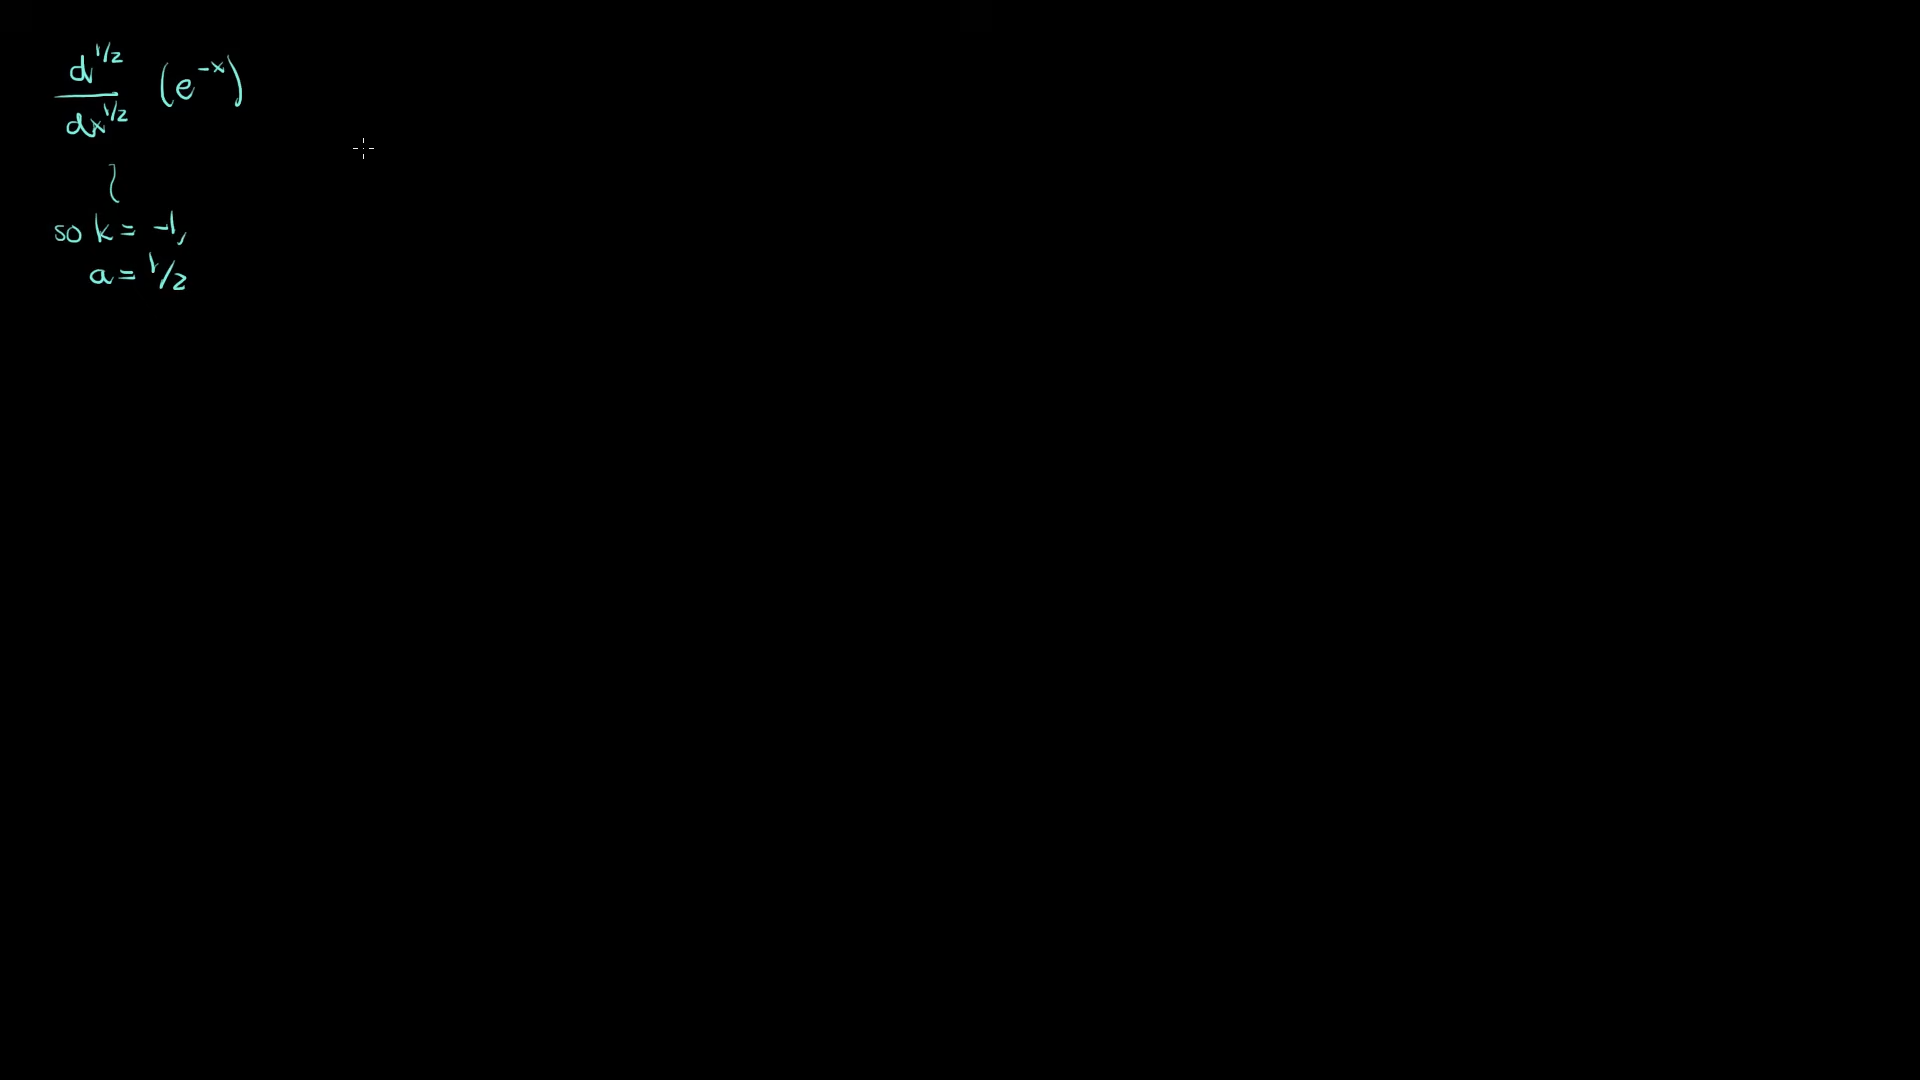 d^{1/2}/dx^{1/2} (e^{-x})
so k = -1,
a = 1/2